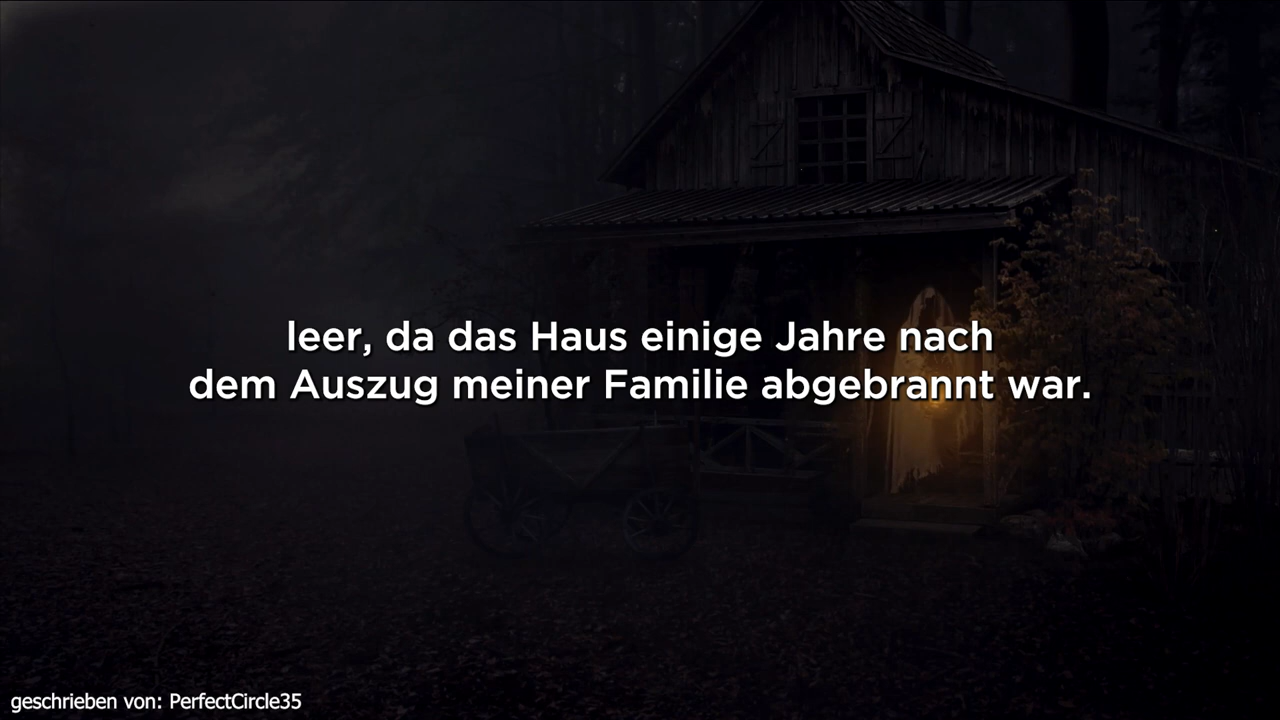 leer, da das Haus einige Jahre nach
dem Auszug meiner Familie abgebrannt war.
geschrieben von: PerfectCircle35